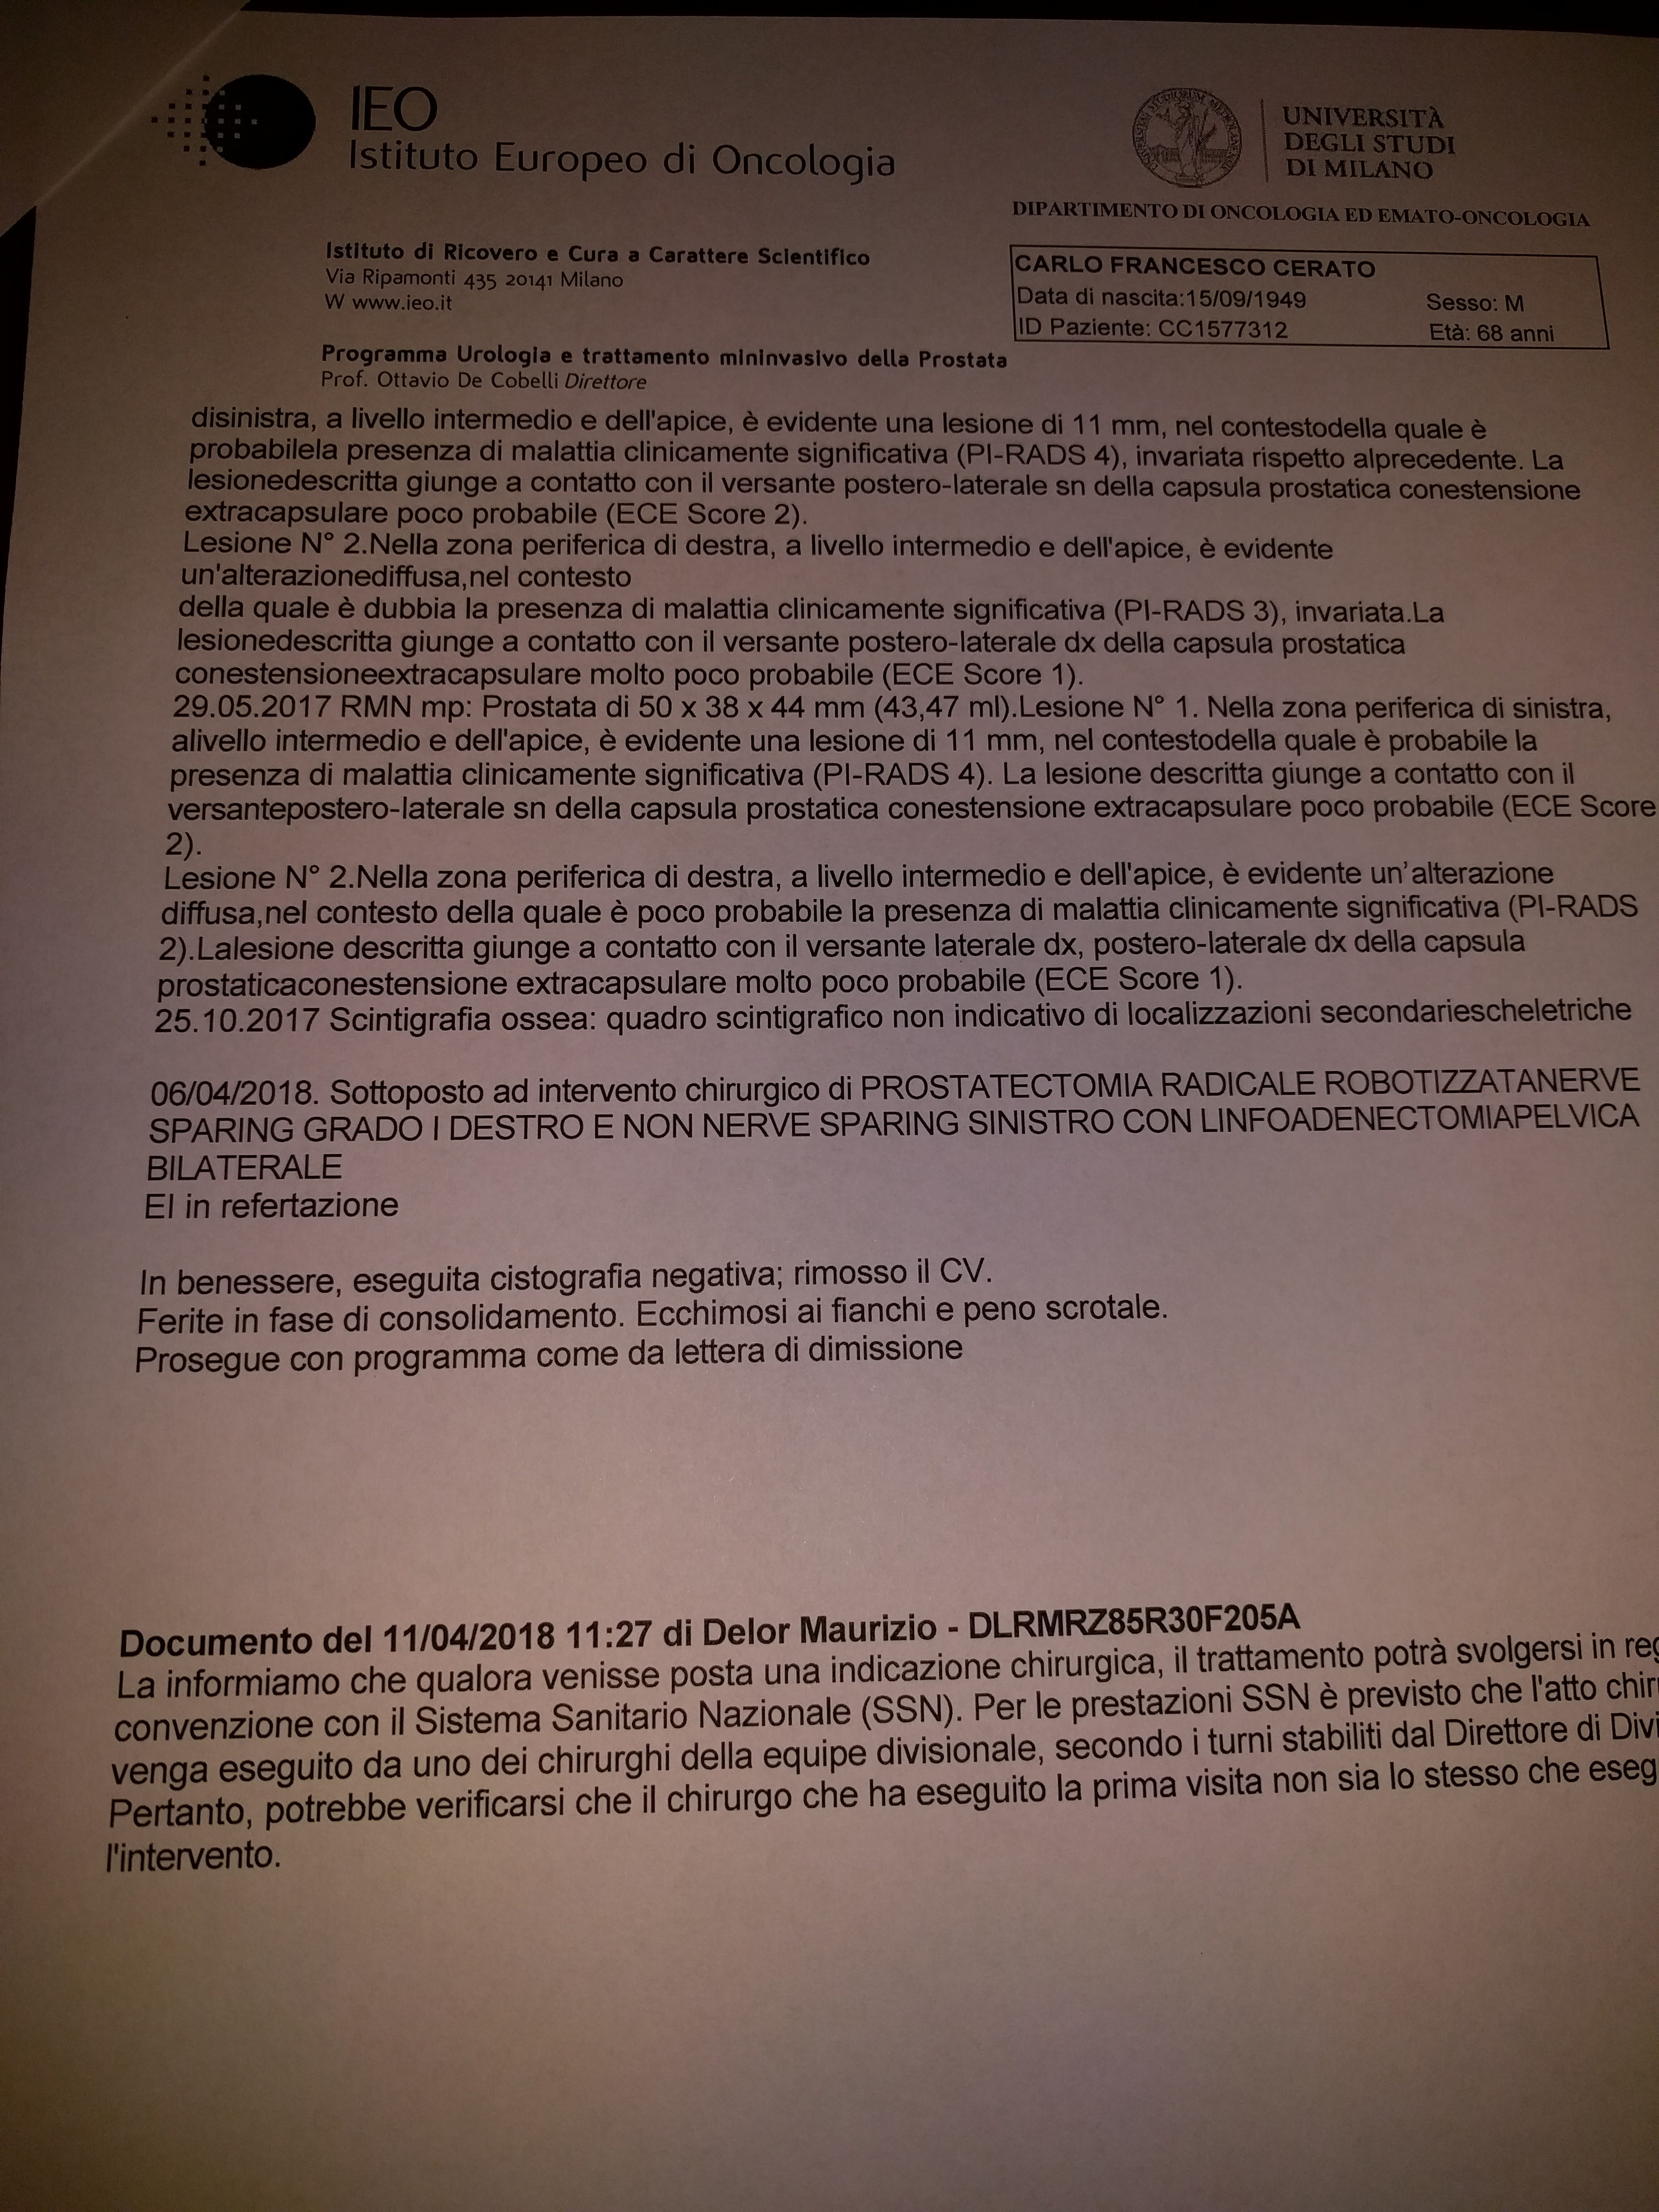 IEO
Istituto Europeo di Oncologia
UNIVERSITÀ
DEGLI STUDI
DI MILANO
DIPARTIMENTO DI ONCOLOGIA ED EMATO-ONCOLOGIA
Istituto di Ricovero e Cura a Carattere Scientifico
Via Ripamonti 435 20141 Milano
W www.ieo.it
CARLO FRANCESCO CERATO
Data di nascita:15/09/1949 Sesso: M
ID Paziente: CC1577312 Età: 68 anni
Programma Urologia e trattamento mininvasivo della Prostata
Prof. Ottavio De Cobelli Direttore
disinistra, a livello intermedio e dell'apice, è evidente una lesione di 11 mm, nel contestodella quale è
probabilela presenza di malattia clinicamente significativa (PI-RADS 4), invariata rispetto alprecedente. La
lesionedescritta giunge a contatto con il versante postero-laterale sn della capsula prostatica conestensione
extracapsulare poco probabile (ECE Score 2).
Lesione N° 2.Nella zona periferica di destra, a livello intermedio e dell'apice, è evidente
un'alterazionediffusa,nel contesto
della quale è dubbia la presenza di malattia clinicamente significativa (PI-RADS 3), invariata.La
lesionedescritta giunge a contatto con il versante postero-laterale dx della capsula prostatica
conestensioneextracapsulare molto poco probabile (ECE Score 1).
29.05.2017 RMN mp: Prostata di 50 x 38 x 44 mm (43,47 ml).Lesione N° 1. Nella zona periferica di sinistra,
alivello intermedio e dell'apice, è evidente una lesione di 11 mm, nel contestodella quale è probabile la
presenza di malattia clinicamente significativa (PI-RADS 4). La lesione descritta giunge a contatto con il
versantepostero-laterale sn della capsula prostatica conestensione extracapsulare poco probabile (ECE Score
2).
Lesione N° 2.Nella zona periferica di destra, a livello intermedio e dell'apice, è evidente un’alterazione
diffusa,nel contesto della quale è poco probabile la presenza di malattia clinicamente significativa (PI-RADS
2).Lalesione descritta giunge a contatto con il versante laterale dx, postero-laterale dx della capsula
prostaticaconestensione extracapsulare molto poco probabile (ECE Score 1).
25.10.2017 Scintigrafia ossea: quadro scintigrafico non indicativo di localizzazioni secondariescheletriche
06/04/2018. Sottoposto ad intervento chirurgico di PROSTATECTOMIA RADICALE ROBOTIZZATANERVE
SPARING GRADO I DESTRO E NON NERVE SPARING SINISTRO CON LINFOADENECTOMIAPELVICA
BILATERALE
EI in refertazione
In benessere, eseguita cistografia negativa; rimosso il CV.
Ferite in fase di consolidamento. Ecchimosi ai fianchi e peno scrotale.
Prosegue con programma come da lettera di dimissione
Documento del 11/04/2018 11:27 di Delor Maurizio - DLRMRZ85R30F205A
La informiamo che qualora venisse posta una indicazione chirurgica, il trattamento potrà svolgersi in
convenzione con il Sistema Sanitario Nazionale (SSN). Per le prestazioni SSN è previsto che l'atto
venga eseguito da uno dei chirurghi della equipe divisionale, secondo i turni stabiliti dal Direttore di
Pertanto, potrebbe verificarsi che il chirurgo che ha eseguito la prima visita non sia lo stesso che
l'intervento.